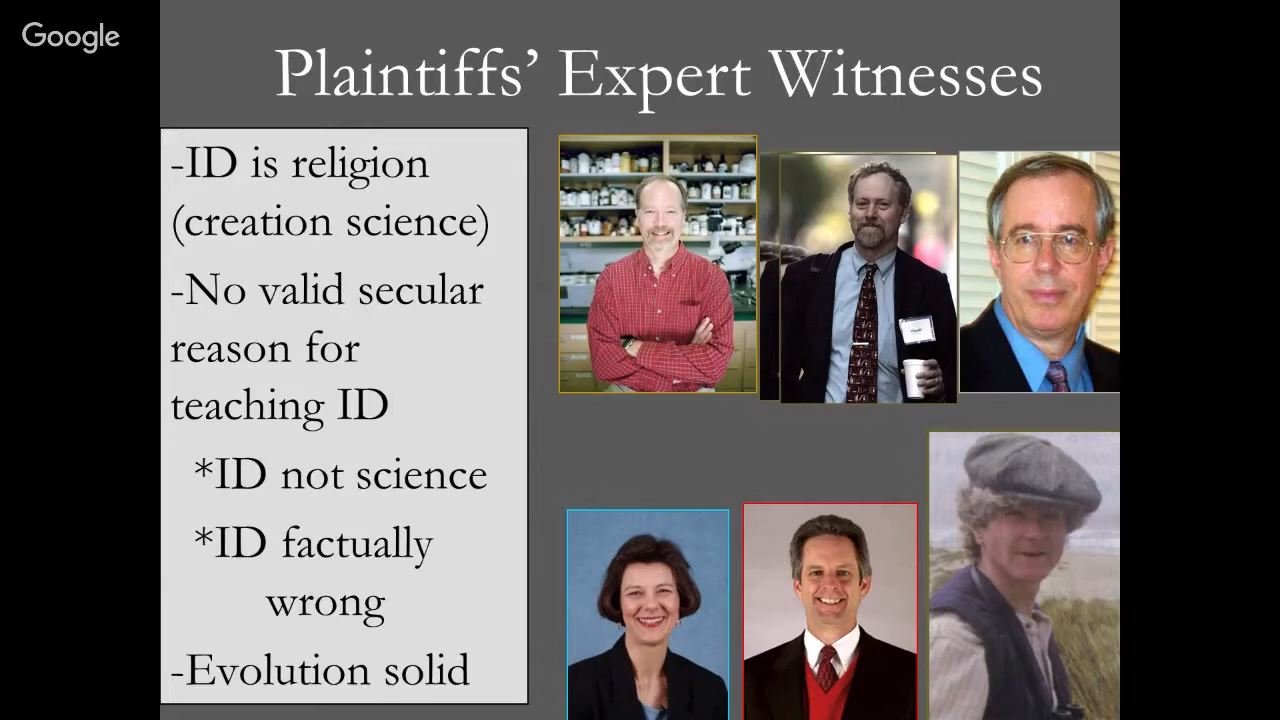 Google
Plaintiffs’ Expert Witnesses
-ID is religion
(creation science)
-No valid secular
reason for
teaching ID
*ID not science
*ID factually
wrong
-Evolution solid